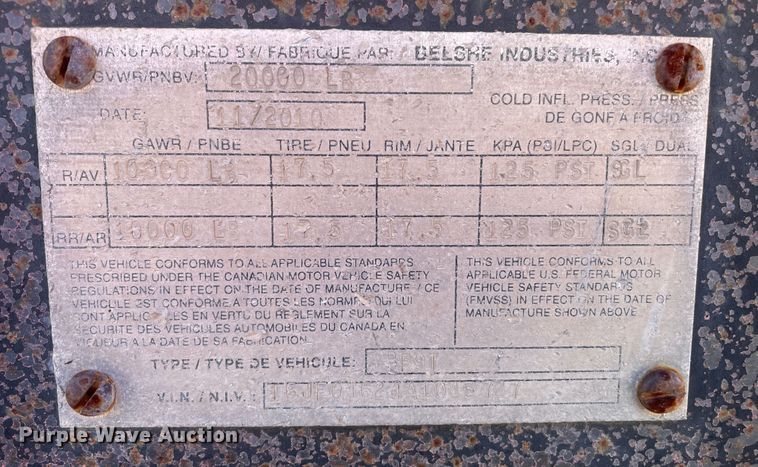 MANUFACTURED BY / FABRIQUE PAR: BELSHE INDUSTRIES, INC
GVWR/PNBV: 20000 LB
COLD INFL. PRESS. / PRESS.
DATE: 11/2010
DE GONF A FROID
GAWR / PNBE TIRE / PNEU RIM / JANTE KPA (PSI/LPC) SGL / DUAL
R/AV 10000 LB 17.5 17.5 125 PSI SGL
RR/AR 10000 LB 17.5 17.5 125 PSI SGL
THIS VEHICLE CONFORMS TO ALL APPLICABLE STANDARDS
PRESCRIBED UNDER THE CANADIAN MOTOR VEHICLE SAFETY
REGULATIONS IN EFFECT ON THE DATE OF MANUFACTURE / CE
VEHICLILE EST CONFORME A TOUTES LES NORMES QUI LUI
SONT APPLICABLES EN VERTU DU REGLEMENT SUR LA
SECURITE DES VEHICULES AUTOMOBILES DU CANADA EN
VIGUEUR A LA DATE DE SA FABRICATION.
THIS VEHICLE CONFORMS TO ALL
APPLICABLE U.S. FEDERAL MOTOR
VEHICLE SAFETY STANDARDS
(FMVSS) IN EFFECT ON THE DATE OF
MANUFACTURE SHOWN ABOVE.
TYPE / TYPE DE VEHICULE:
V.I.N. / N.I.V.:
Purple Wave Auction